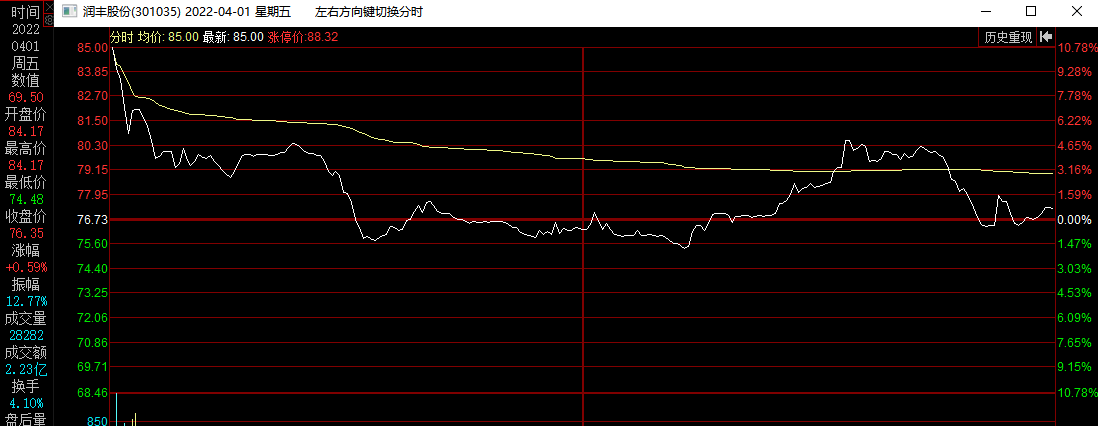 润丰股份(301035) 2022-04-01 星期五 左右方向键切换分时
时间
2022
0401
周五
数值
69.50
开盘价
84.17
最高价
84.17
最低价
74.48
收盘价
76.35
涨幅
+0.59%
振幅
12.77%
成交量
28282
成交额
2.23亿
换手
4.10%
盘后量
分时 均价: 85.00 最新: 85.00 涨停价:88.32
历史重现
85.00 10.78%
83.85 9.28%
82.70 7.78%
81.50 6.22%
80.30 4.65%
79.15 3.16%
77.95 1.59%
76.73 0.00%
75.60 1.47%
74.40 3.03%
73.25 4.53%
72.06 6.09%
70.86 7.65%
69.71 9.15%
68.46 10.78%
850